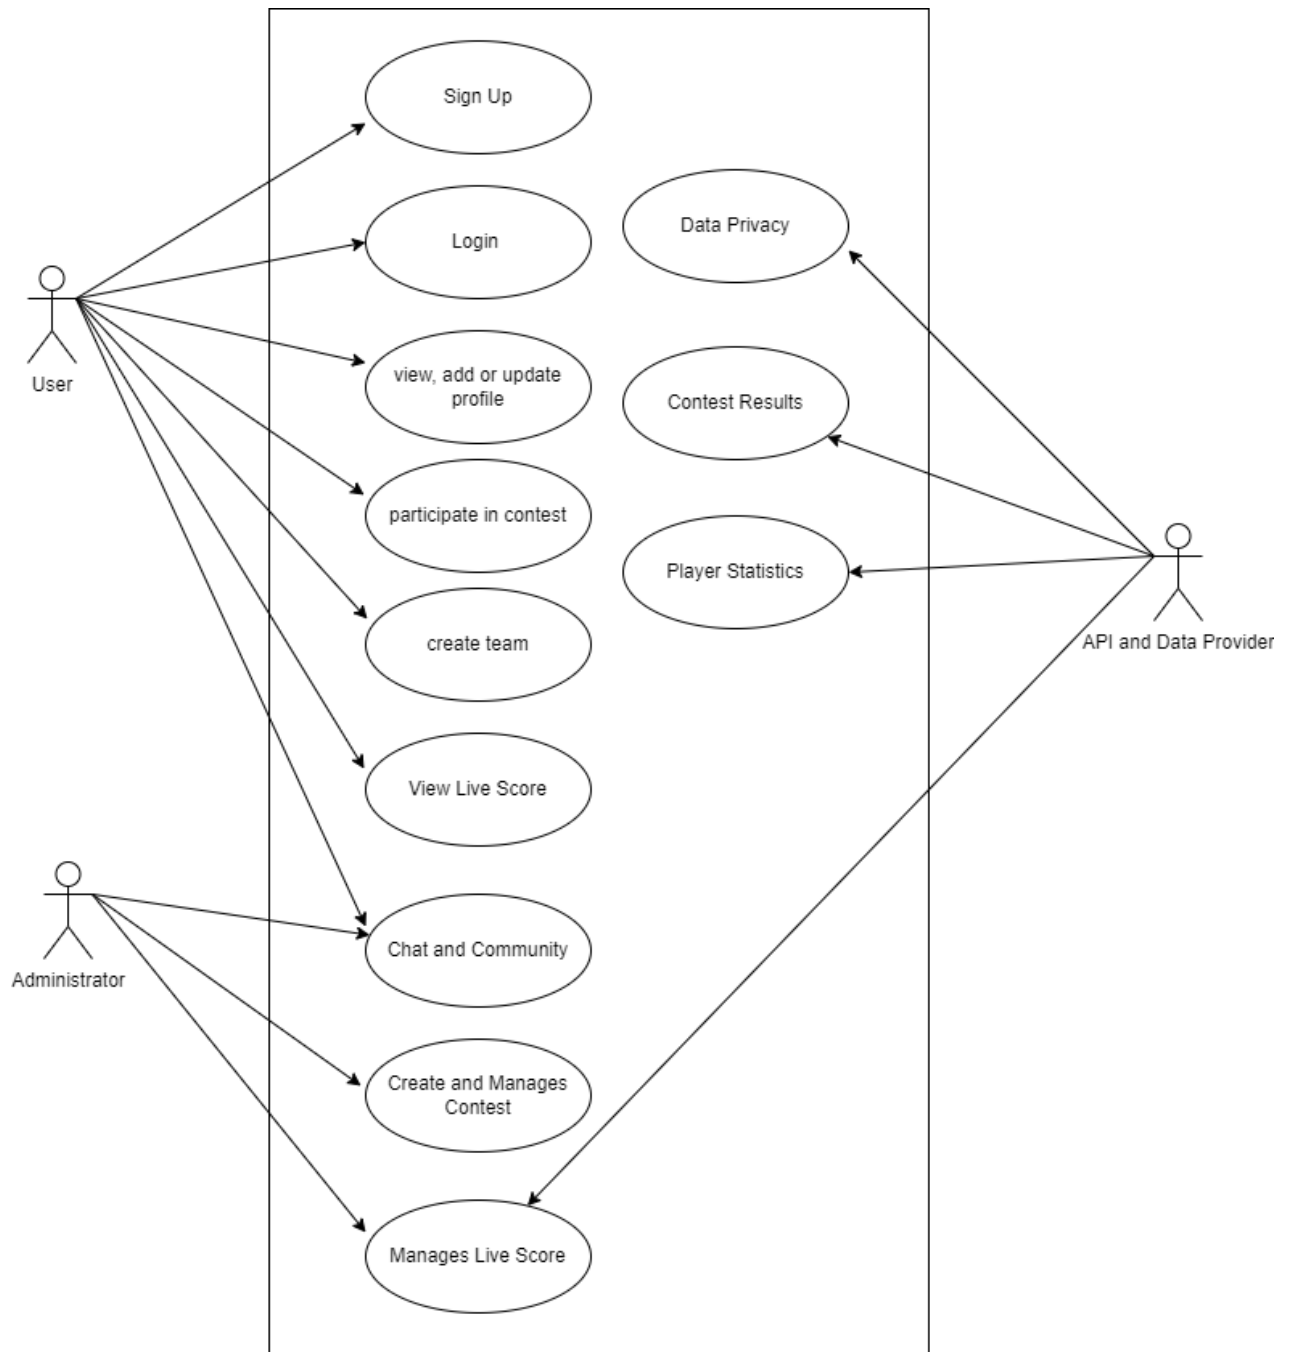 Sign Up
Login
view, add or update
profile
participate in contest
create team
View Live Score
Chat and Community
Create and Manages
Contest
Manages Live Score
Data Privacy
Contest Results
Player Statistics
User
Administrator
API and Data Provider